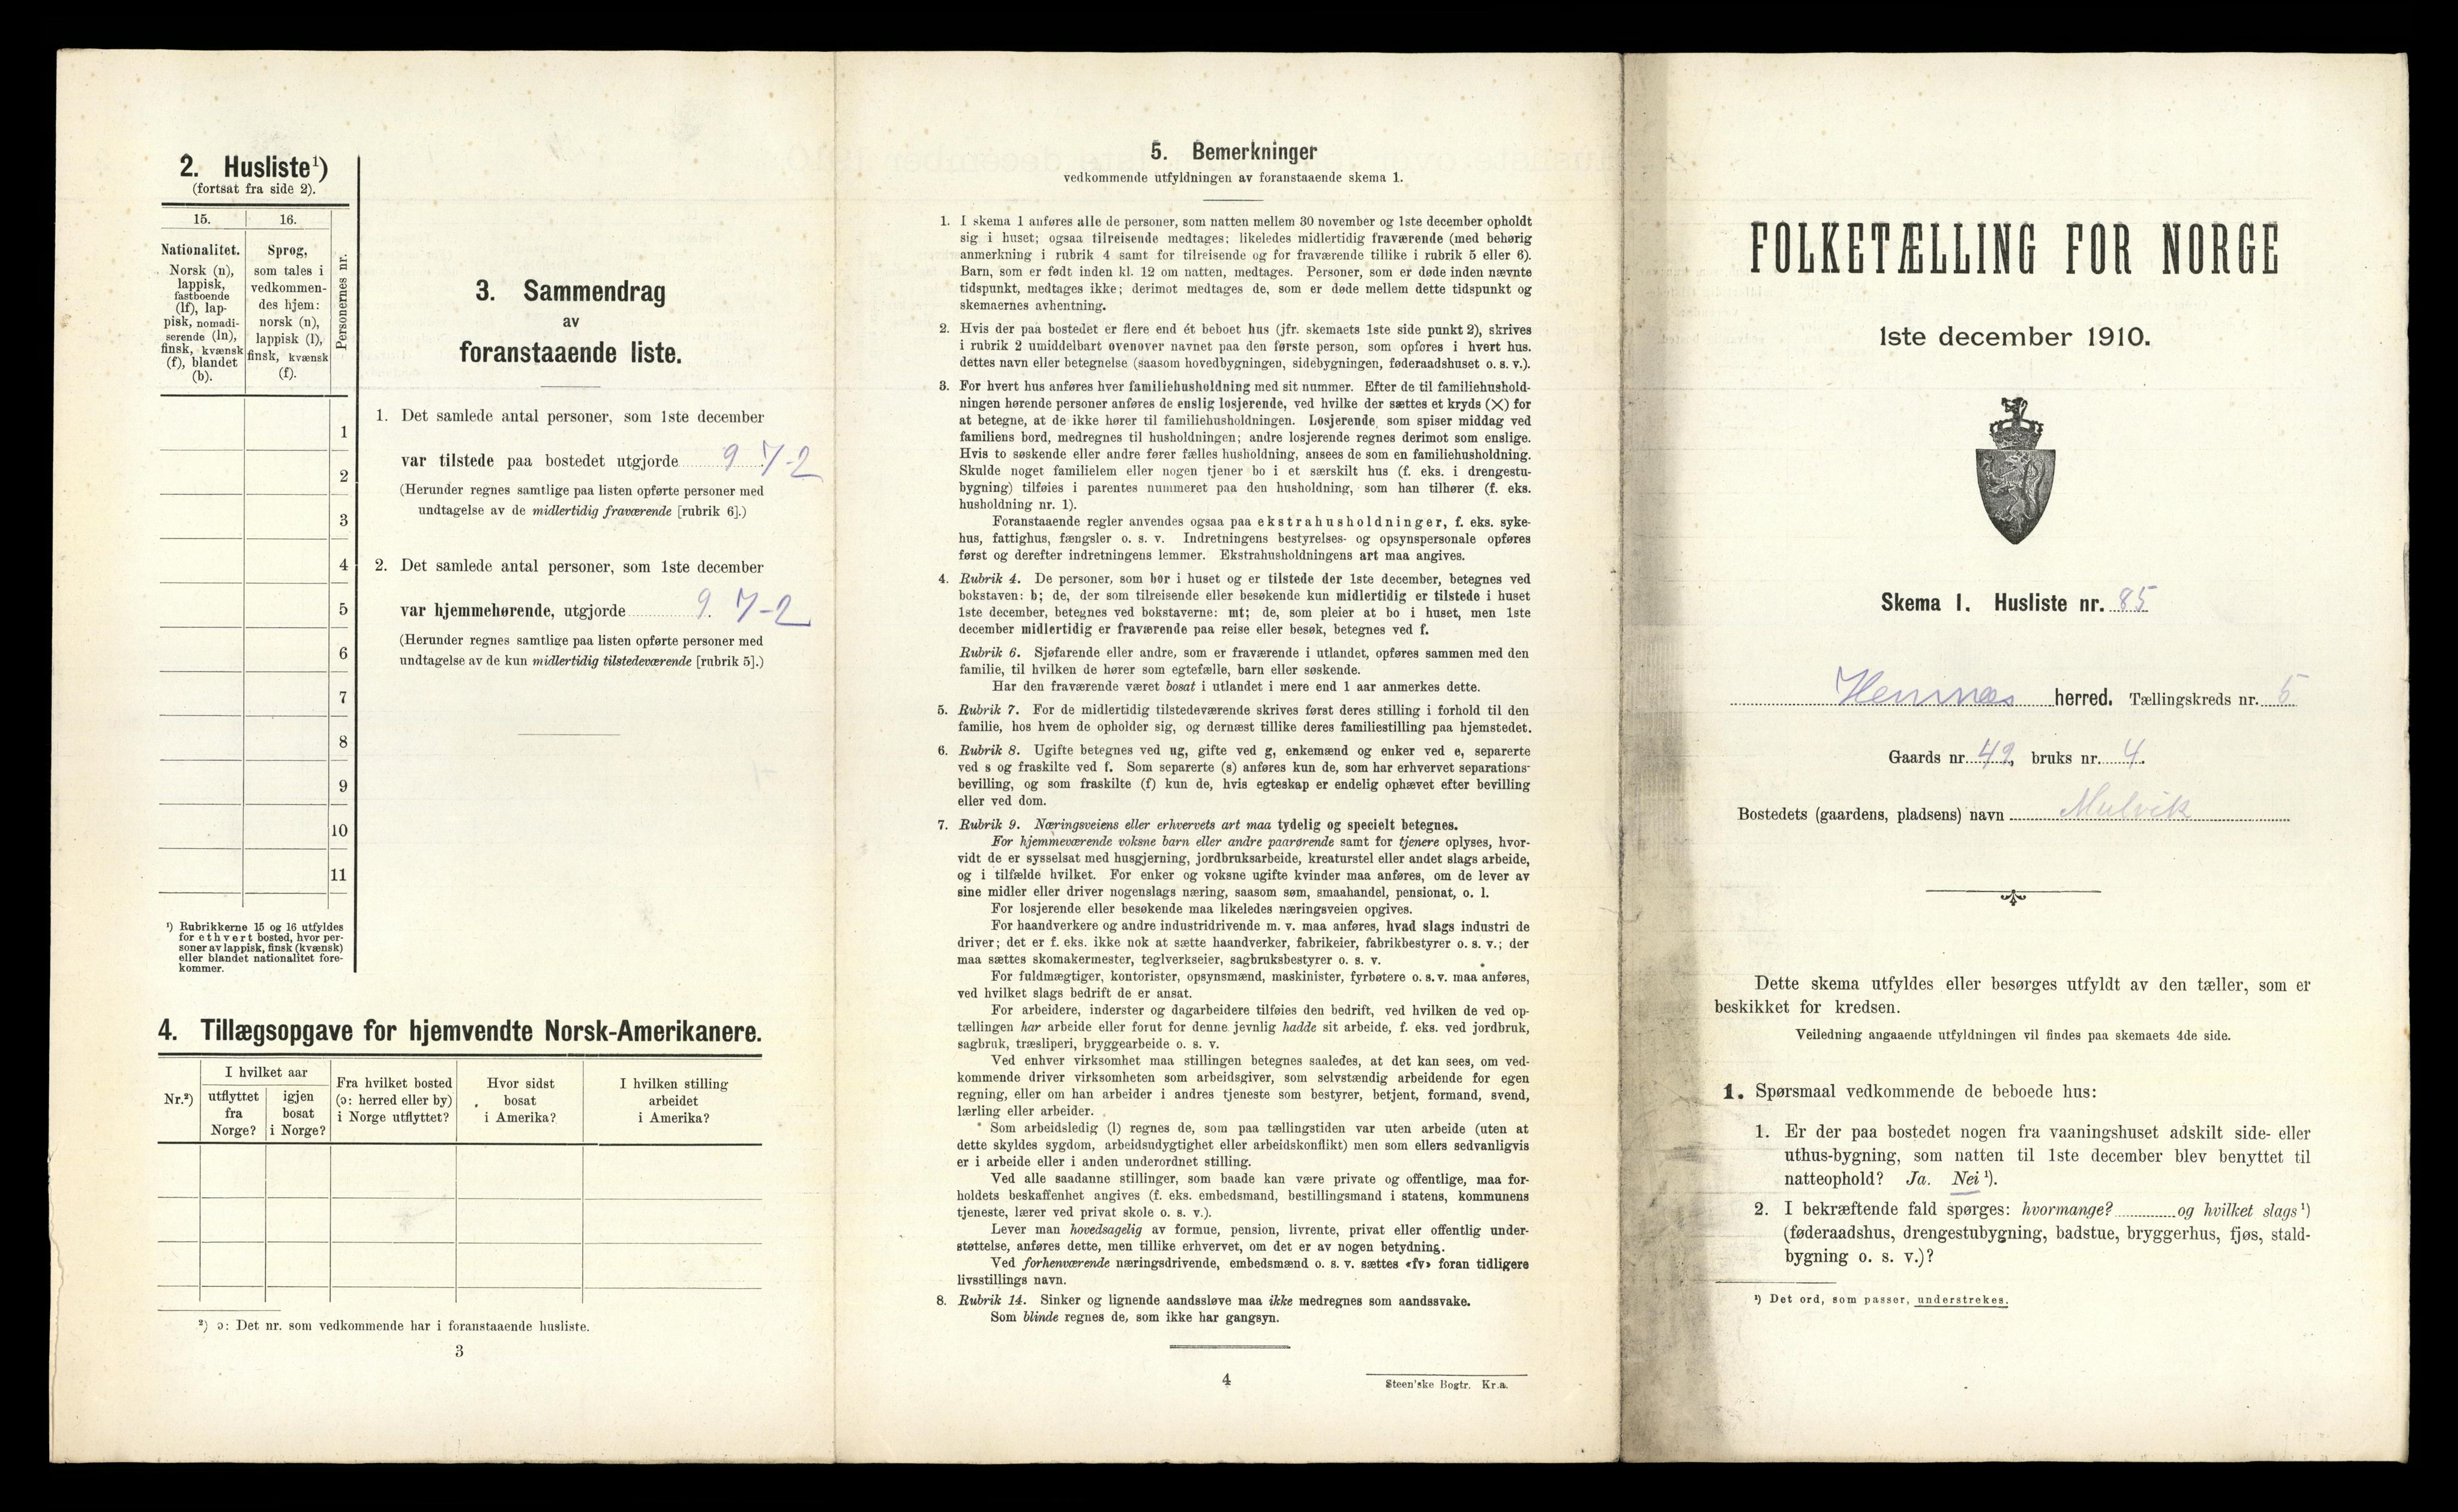 2. Husliste¹)
(fortsat fra side 2).
15.
16.
Nationalitet.
Norsk (n),
lappisk,
fastboende
(lf), lap-
pisk, nomadi-
serende (ln),
finsk, kvænsk
(f), blandet
(b).
Sprog,
som tales i
vedkommen-
des hjem:
norsk (n),
lappisk (l),
finsk, kvænsk
(f).
Personernes nr.
1
2
3
4
5
6
7
8
9
10
11
¹) Rubrikkerne 15 og 16 utfyldes
for ethvert bosted, hvor per-
soner av lappisk, finsk (kvænsk)
eller blandet nationalitet fore-
kommer.
3. Sammendrag
av
foranstaaende liste.
1. Det samlede antal personer, som 1ste december
var tilstede paa bostedet utgjorde 9 7-2
(Herunder regnes samtlige paa listen opførte personer med
undtagelse av de midlertidig fraværende [rubrik 6].)
2. Det samlede antal personer, som 1ste december
var hjemmehørende, utgjorde 9. 7-2
(Herunder regnes samtlige paa listen opførte personer med
undtagelse av de kun midlertidig tilstedeværende [rubrik 5].)
4. Tillægsopgave for hjemvendte Norsk-Amerikanere.
Nr.²)
I hvilket aar
utflyttet
fra
Norge?
igjen
bosat
i Norge?
Fra hvilket bosted
(ɔ: herred eller by)
i Norge utflyttet?
Hvor sidst
bosat
i Amerika?
I hvilken stilling
arbeidet
i Amerika?
²) ɔ: Det nr. som vedkommende har i foranstaaende husliste.
3
5. Bemerkninger
vedkommende utfyldningen av foranstaaende skema 1.
1. I skema 1 anføres alle de personer, som natten mellem 30 november og 1ste december opholdt
sig i huset; ogsaa tilreisende medtages; likeledes midlertidig fraværende (med behørig
anmerkning i rubrik 4 samt for tilreisende og for fraværende tillike i rubrik 5 eller 6).
Barn, som er født inden kl. 12 om natten, medtages. Personer, som er døde inden nævnte
tidspunkt, medtages ikke; derimot medtages de, som er døde mellem dette tidspunkt og
skemaernes avhentning.
2. Hvis der paa bostedet er flere end ét beboet hus (jfr. skemaets 1ste side punkt 2), skrives
i rubrik 2 umiddelbart ovenover navnet paa den første person, som opføres i hvert hus.
dettes navn eller betegnelse (saasom hovedbygningen, sidebygningen, føderaadshuset o. s. v.).
3. For hvert hus anføres hver familiehusholdning med sit nummer. Efter de til familiehushold-
ningen hørende personer anføres de enslig losjerende, ved hvilke der sættes et kryds (×) for
at betegne, at de ikke hører til familiehusholdningen. Losjerende som spiser middag ved
familiens bord, medregnes til husholdningen; andre losjerende regnes derimot som enslige.
Hvis to søskende eller andre fører fælles husholdning, ansees de som en familiehusholdning.
Skulde noget familielem eller nogen tjener bo i et særskilt hus (f. eks. i drengestu-
bygning) tilføies i parentes nummeret paa den husholdning, som han tilhører (f. eks.
husholdning nr. 1).
Foranstaaende regler anvendes ogsaa paa ekstrahusholdninger, f. eks. syke-
hus, fattighus, fængsler o. s. v. Indretningens bestyrelses- og opsynspersonale opføres
først og derefter indretningens lemmer. Ekstrahusholdningens art maa angives.
4. Rubrik 4. De personer, som bor i huset og er tilstede der 1ste december, betegnes ved
bokstaven: b; de, der som tilreisende eller besøkende kun midlertidig er tilstede i huset
1ste december, betegnes ved bokstaverne: mt; de, som pleier at bo i huset, men 1ste
december midlertidig er fraværende paa reise eller besøk, betegnes ved f.
Rubrik 6. Sjøfarende eller andre, som er fraværende i utlandet, opføres sammen med den
familie, til hvilken de hører som egtefælle, barn eller søskende.
Har den fraværende været bosat i utlandet i mere end 1 aar anmerkes dette.
5. Rubrik 7. For de midlertidig tilstedeværende skrives først deres stilling i forhold til den
familie, hos hvem de opholder sig, og dernæst tillike deres familiestilling paa hjemstedet.
6. Rubrik 8. Ugifte betegnes ved ug, gifte ved g, enkemænd og enker ved e, separerte
ved s og fraskilte ved f. Som separerte (s) anføres kun de, som har erhvervet separations-
bevilling, og som fraskilte (f) kun de, hvis egteskap er endelig ophævet efter bevilling
eller ved dom.
7. Rubrik 9. Næringsveiens eller erhvervets art maa tydelig og specielt betegnes.
For hjemmeværende voksne barn eller andre paarørende samt for tjenere oplyses, hvor-
vidt de er sysselsat med husgjerning, jordbruksarbeide, kreaturstel eller andet slags arbeide,
og i tilfælde hvilket. For enker og voksne ugifte kvinder maa anføres, om de lever av
sine midler eller driver nogenslags næring, saasom søm, smaahandel, pensionat, o. l.
For losjerende eller besøkende maa likeledes næringsveien opgives.
For haandverkere og andre industridrivende m. v. maa anføres, hvad slags industri de
driver; det er f. eks. ikke nok at sætte haandverker, fabrikeier, fabrikbestyrer o. s. v.; der
maa sættes skomakermester, teglverkseier, sagbruksbestyrer o. s. v.
For fuldmægtiger, kontorister, opsynsmænd, maskinister, fyrbøtere o. s. v. maa anføres,
ved hvilket slags bedrift de er ansat.
For arbeidere, inderster og dagarbeidere tilføies den bedrift, ved hvilken de ved op-
tællingen har arbeide eller forut for denne jevnlig hadde sit arbeide, f. eks. ved jordbruk,
sagbruk, træsliperi, bryggearbeide o. s. v.
Ved enhver virksomhet maa stillingen betegnes saaledes, at det kan sees, om ved-
kommende driver virksomheten som arbeidsgiver, som selvstændig arbeidende for egen
regning, eller om han arbeider i andres tjeneste som bestyrer, betjent, formand, svend,
lærling eller arbeider.
Som arbeidsledig (l) regnes de, som paa tællingstiden var uten arbeide (uten at
dette skyldes sygdom, arbeidsudygtighet eller arbeidskonflikt) men som ellers sedvanligvis
er i arbeide eller i anden underordnet stilling.
Ved alle saadanne stillinger, som baade kan være private og offentlige, maa for-
holdets beskaffenhet angives (f. eks. embedsmand, bestillingsmand i statens, kommunens
tjeneste, lærer ved privat skole o. s. v.).
Lever man hovedsagelig av formue, pension, livrente, privat eller offentlig under-
støttelse, anføres dette, men tillike erhvervet, om det er av nogen betydning.
Ved forhenværende næringsdrivende, embedsmænd o. s. v. sættes «fv» foran tidligere
livsstillings navn.
8. Rubrik 14. Sinker og lignende aandssløve maa ikke medregnes som aandssvake.
Som blinde regnes de, som ikke har gangsyn.
4
Steen'ske Bogtr. Kr.a.
FOLKETÆLLING FOR NORGE
1ste december 1910.
Skema 1. Husliste nr. 85
Hemnæs herred. Tællingskreds nr. 5
Gaards nr. 49, bruks nr. 4.
Bostedets (gaardens, pladsens) navn Mulvik
Dette skema utfyldes eller besørges utfyldt av den tæller, som er
beskikket for kredsen.
Veiledning angaaende utfyldningen vil findes paa skemaets 4de side.
1. Spørsmaal vedkommende de beboede hus:
1. Er der paa bostedet nogen fra vaaningshuset adskilt side- eller
uthus-bygning, som natten til 1ste december blev benyttet til
natteophold? Ja. Nei ¹).
2. I bekræftende fald spørges: hvormange? og hvilket slags ¹)
(føderaadshus, drengestubygning, badstue, bryggerhus, fjøs, stald-
bygning o. s. v.)?
¹) Det ord, som passer, understrekes.